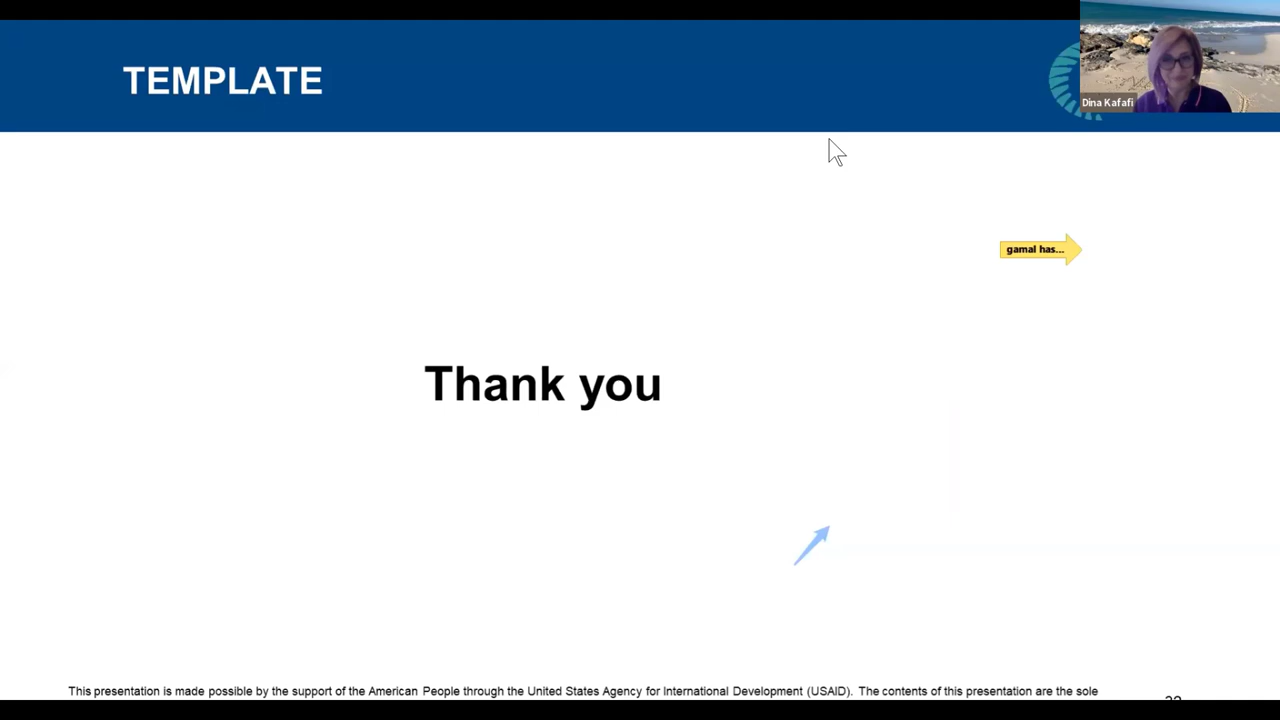 TEMPLATE
Dina Kafafi
gamal has...
Thank you
This presentation is made possible by the support of the American People through the United States Agency for International Development (USAID). The contents of this presentation are the sole